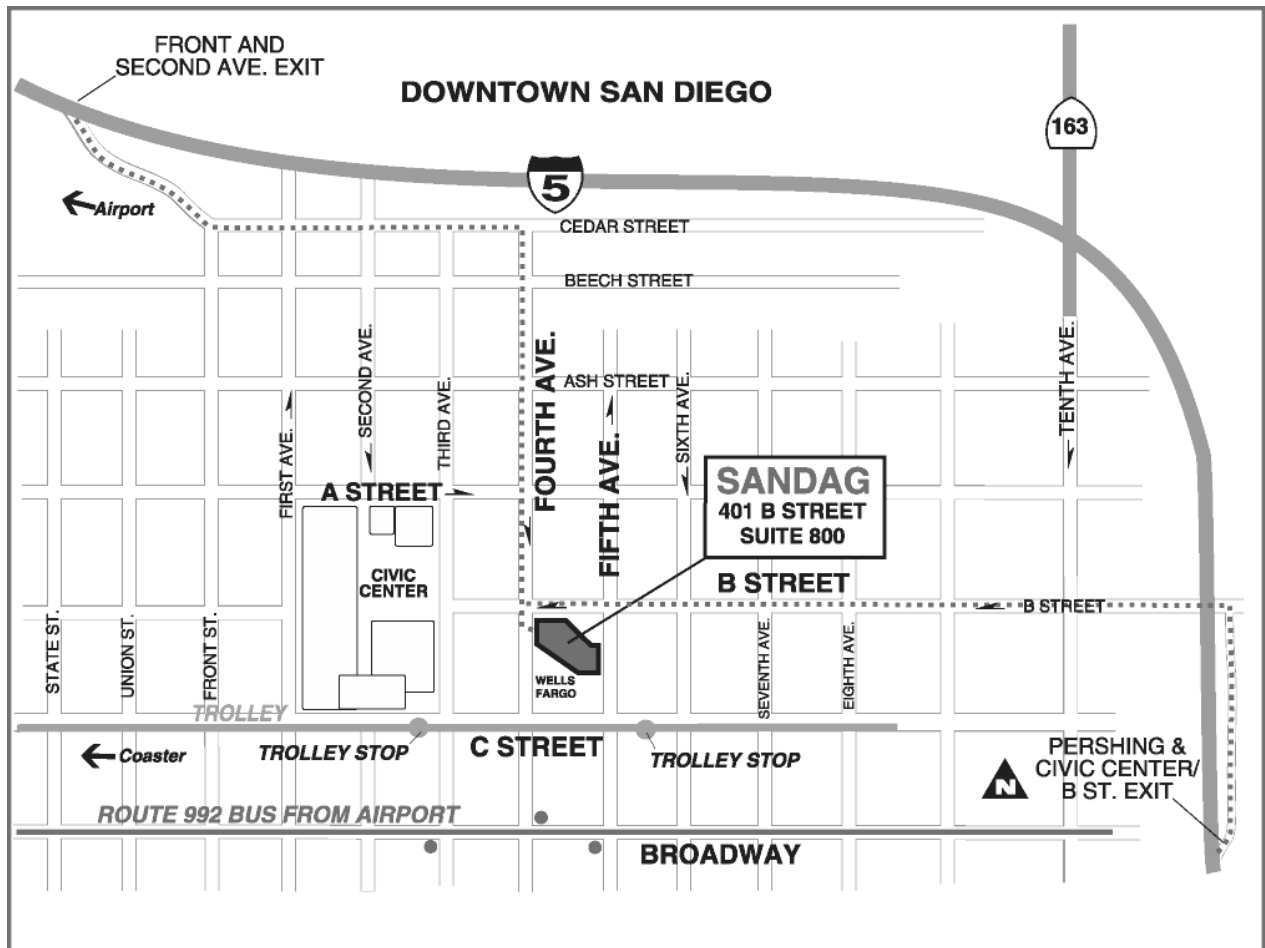 FRONT AND
SECOND AVE. EXIT
DOWNTOWN SAN DIEGO
163
5
Airport
CEDAR STREET
BEECH STREET
FIRST AVE.
SECOND AVE.
THIRD AVE.
FOURTH AVE.
ASH STREET
FIFTH AVE.
SIXTH AVE.
TENTH AVE.
A STREET
SANDAG
401 B STREET
SUITE 800
CIVIC
CENTER
B STREET
B STREET
STATE ST.
UNION ST.
FRONT ST.
WELLS
FARGO
SEVENTH AVE.
EIGHTH AVE.
TROLLEY
Coaster
TROLLEY STOP
C STREET
TROLLEY STOP
N
PERSHING &
CIVIC CENTER/
B ST. EXIT
ROUTE 992 BUS FROM AIRPORT
BROADWAY